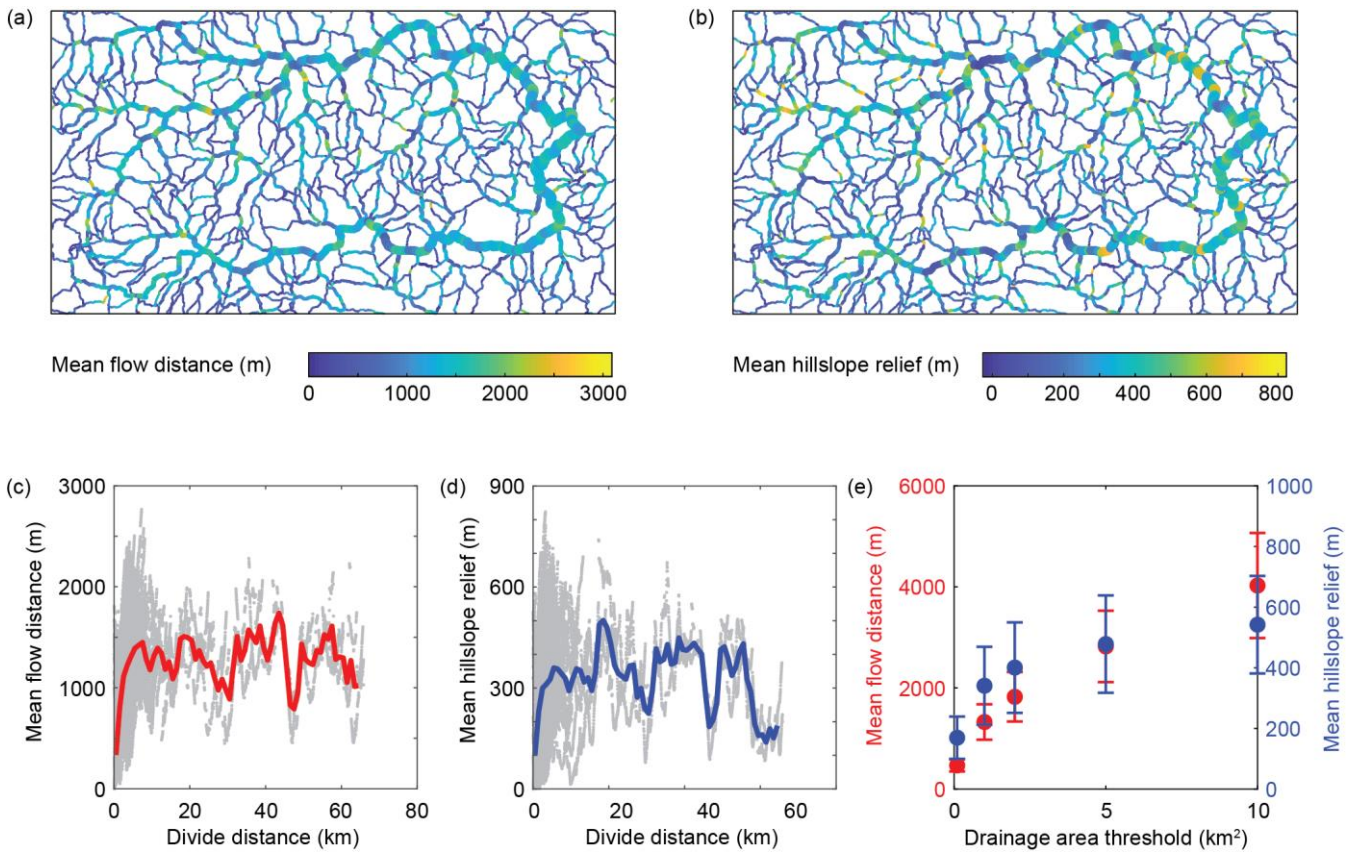 (a)
(b)
Mean flow distance (m)
0 1000 2000 3000
Mean hillslope relief (m)
0 200 400 600 800
(c)
Mean flow distance (m)
3000
2000
1000
0
0 20 40 60 80
Divide distance (km)
(d)
Mean hillslope relief (m)
900
600
300
0
0 20 40 60 80
Divide distance (km)
(e)
Mean flow distance (m)
6000
4000
2000
0
0 5 10
Drainage area threshold (km²)
1000
800
600
400
200
0
Mean hillslope relief (m)